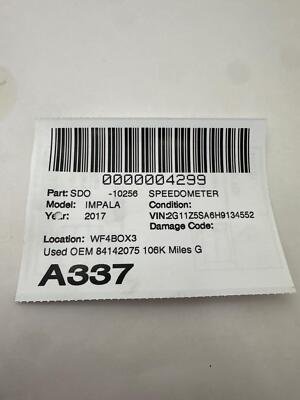 0000004299
Part: SDO -10256 SPEEDOMETER
Model: IMPALA Condition:
Year: 2017 VIN:2G11Z5SA6H9134552
Damage Code:
Location: WF4BOX3
Used OEM 84142075 106K Miles G
A337